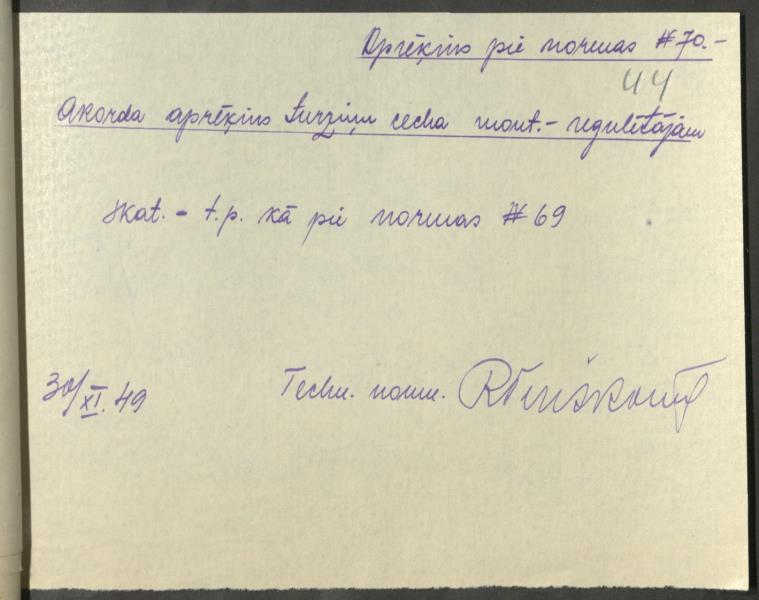 Aprēķins pie normas #70.-
44
Akorda aprēķins turziņu cecha mont.- regulētājām
skat. - t.p. kā pie normas #69
30/XI.49 Techn. norm.